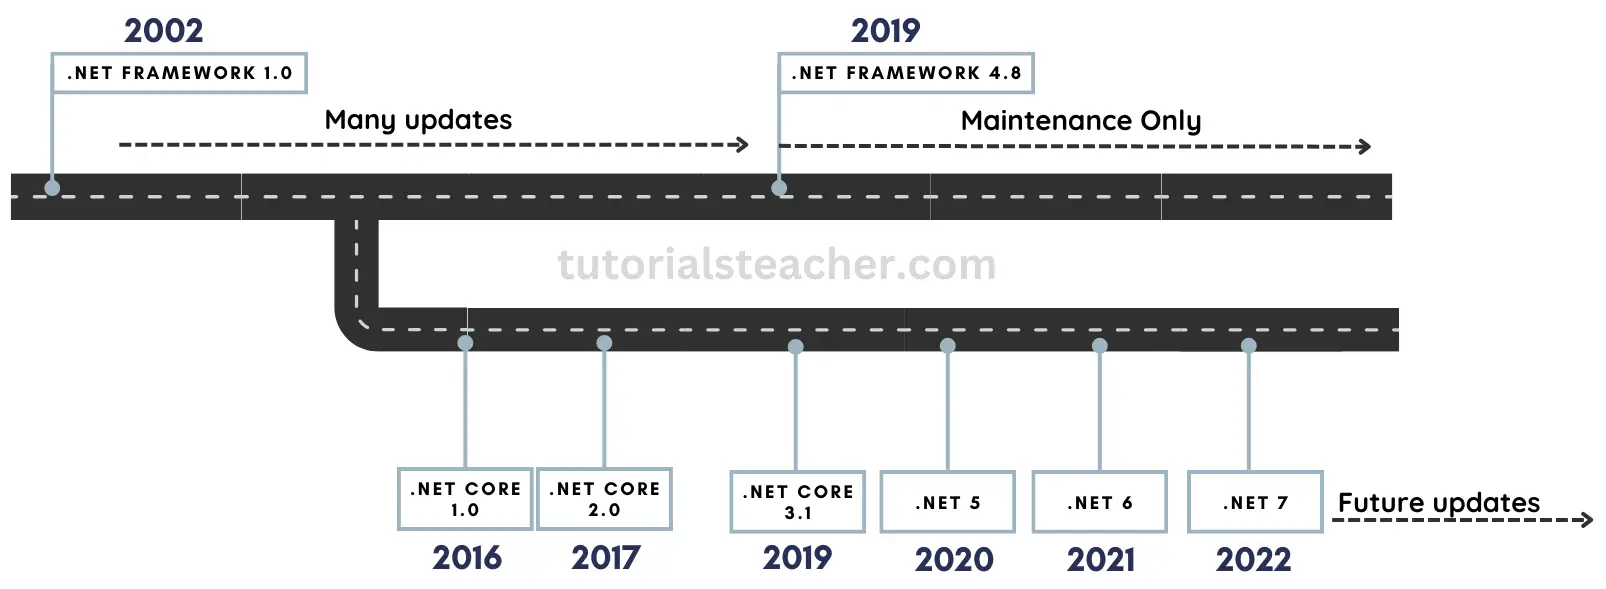 2002
2019
.NET FRAMEWORK 1.0
.NET FRAMEWORK 4.8
Many updates
Maintenance Only
tutorialsteacher.com
.NET CORE
1.0
.NET CORE
2.0
.NET CORE
3.1
.NET 5
.NET 6
.NET 7
Future updates
2016
2017
2019
2020
2021
2022